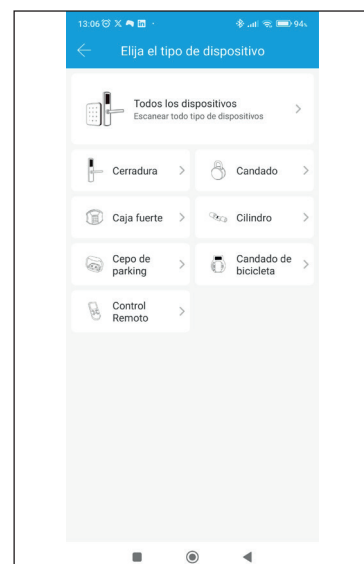 13:06
94%
Elija el tipo de dispositivo
Todos los dispositivos
Escanear todo tipo de dispositivos
Cerradura
Candado
Caja fuerte
Cilindro
Cepo de
parking
Candado de
bicicleta
Control
Remoto